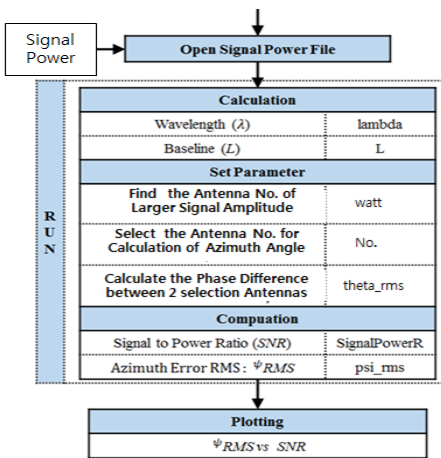 Signal
Power
Open Signal Power File
R
U
N
Calculation
Wavelength (λ) lambda
Baseline (L) L
Set Parameter
Find the Antenna No. of
Larger Signal Amplitude
watt
Select the Antenna No. for
Calculation of Azimuth Angle
No.
Calculate the Phase Difference
between 2 selection Antennas
theta_rms
Compuation
Signal to Power Ratio (SNR) SignalPowerR
Azimuth Error RMS : ψRMS psi_rms
Plotting
ψRMS vs SNR